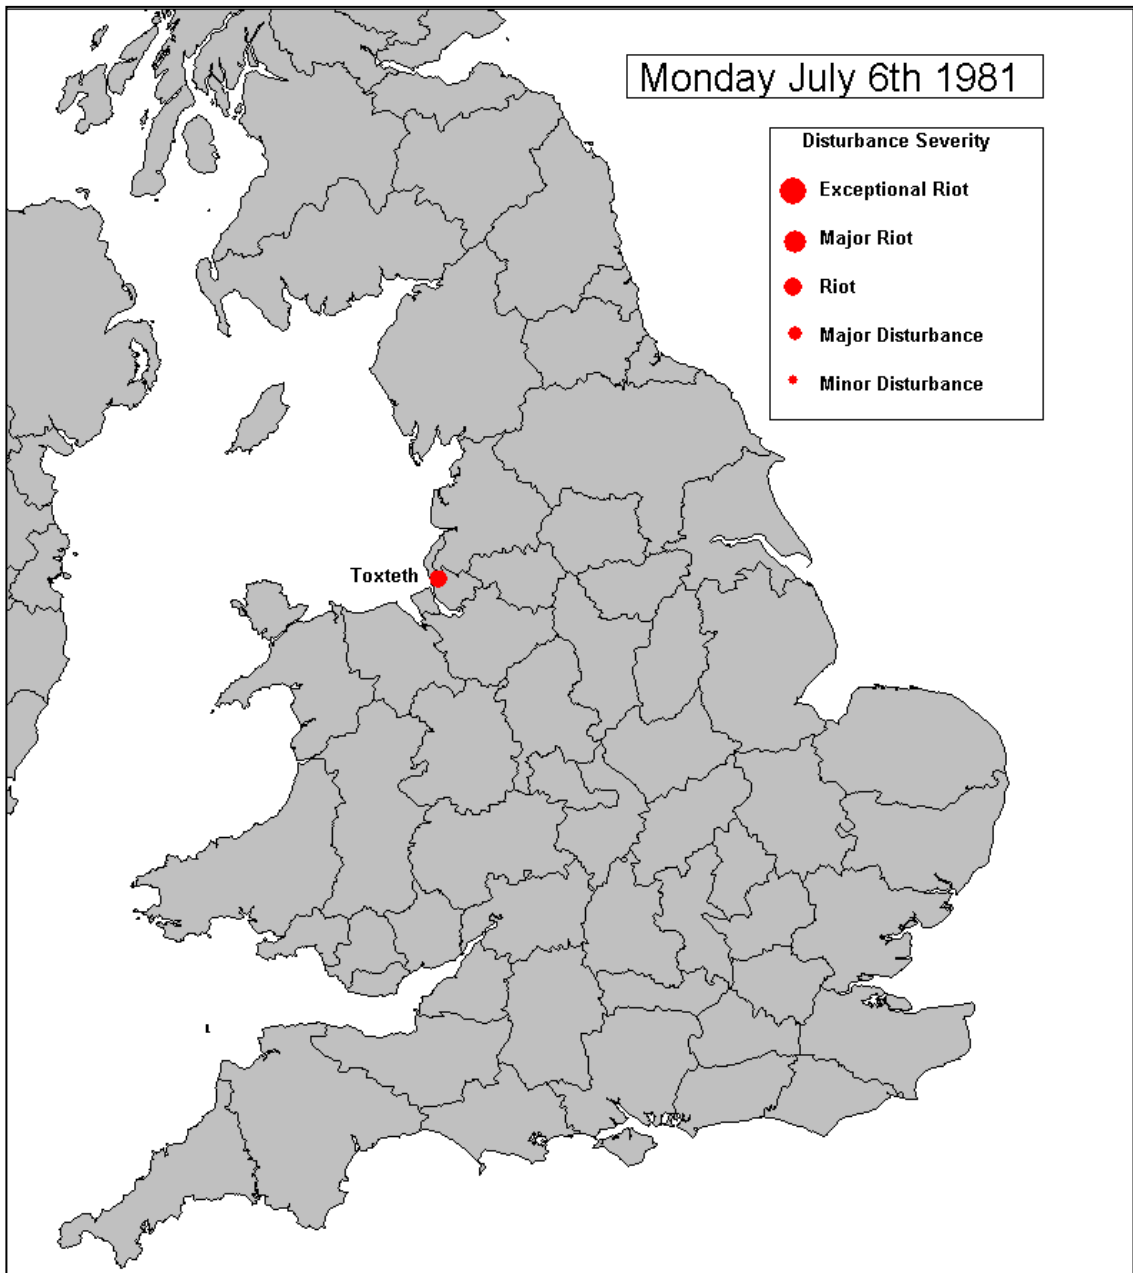 Monday July 6th 1981
Disturbance Severity
Exceptional Riot
Major Riot
Riot
Major Disturbance
Minor Disturbance
Toxteth